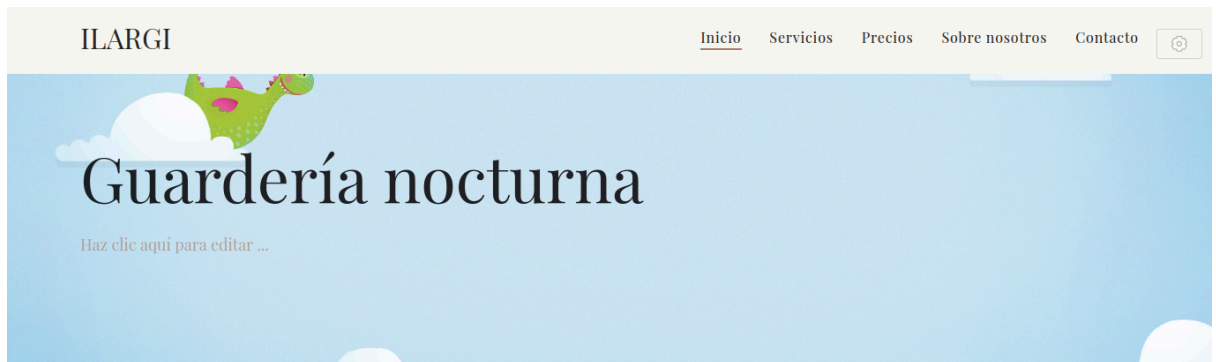 ILARGI
Inicio Servicios Precios Sobre nosotros Contacto
Guardería nocturna
Haz clic aquí para editar ...